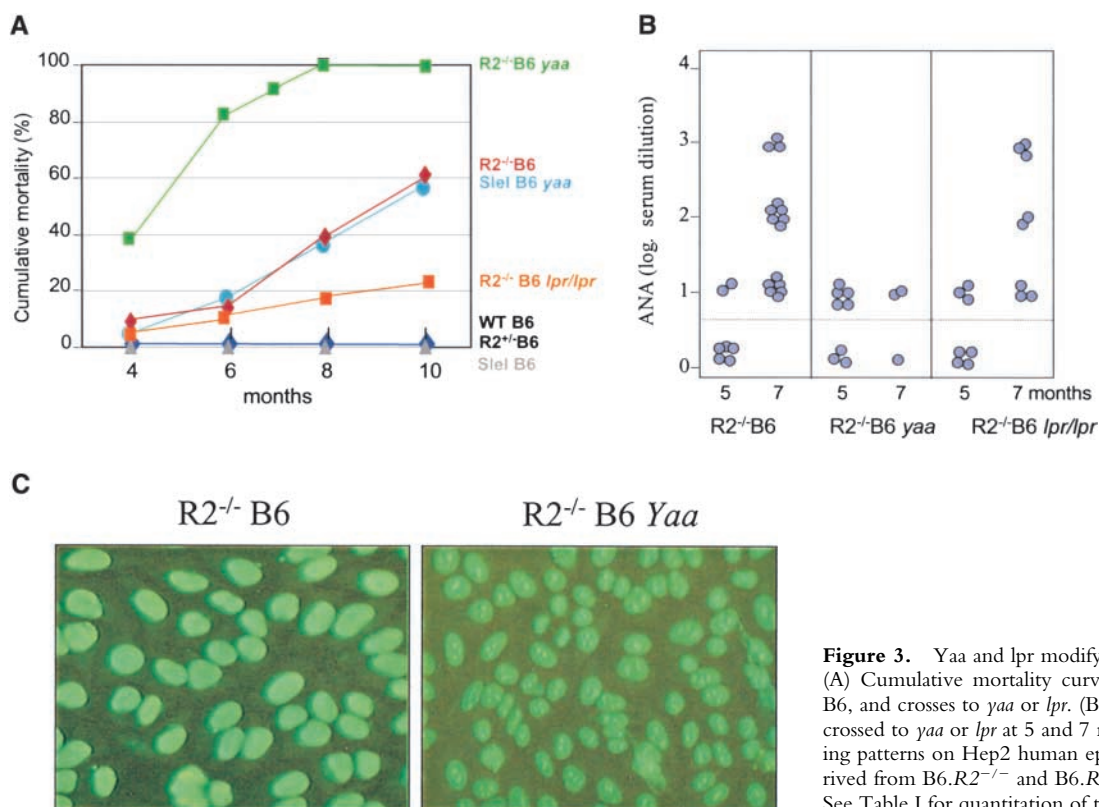 A
100
80
60
40
20
0
Cumulative mortality (%)
4 6 8 10
months
R2-/-B6 yaa
R2-/-B6
SleI B6 yaa
R2-/- B6 lpr/lpr
WT B6
R2+/-B6
SleI B6
B
4
3
2
1
0
ANA (log. serum dilution)
5 7 5 7 5 7 months
R2-/-B6 R2-/-B6 yaa R2-/-B6 lpr/lpr
C
R2-/- B6 R2-/- B6 Yaa
Figure 3. Yaa and lpr modify
(A) Cumulative mortality curv
B6, and crosses to yaa or lpr. (B
crossed to yaa or lpr at 5 and 7 r
ing patterns on Hep2 human ep
rived from B6.R2−/− and B6.R
See Table I for quantitation of t